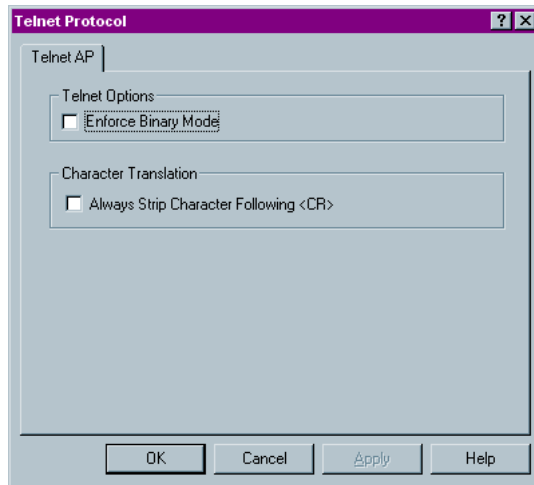 Telnet Protocol
Telnet AP
Telnet Options
Enforce Binary Mode
Character Translation
Always Strip Character Following <CR>
OK Cancel Apply Help